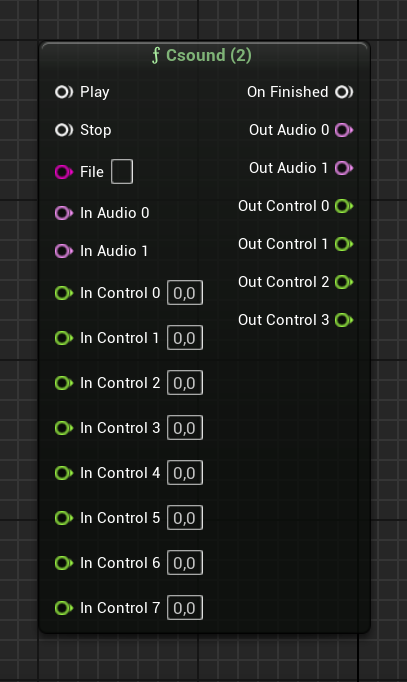 ƒ Csound (2)
Play
On Finished
Stop
Out Audio 0
File
Out Audio 1
In Audio 0
Out Control 0
In Audio 1
Out Control 1
In Control 0 0,0
Out Control 2
In Control 1 0,0
Out Control 3
In Control 2 0,0
In Control 3 0,0
In Control 4 0,0
In Control 5 0,0
In Control 6 0,0
In Control 7 0,0